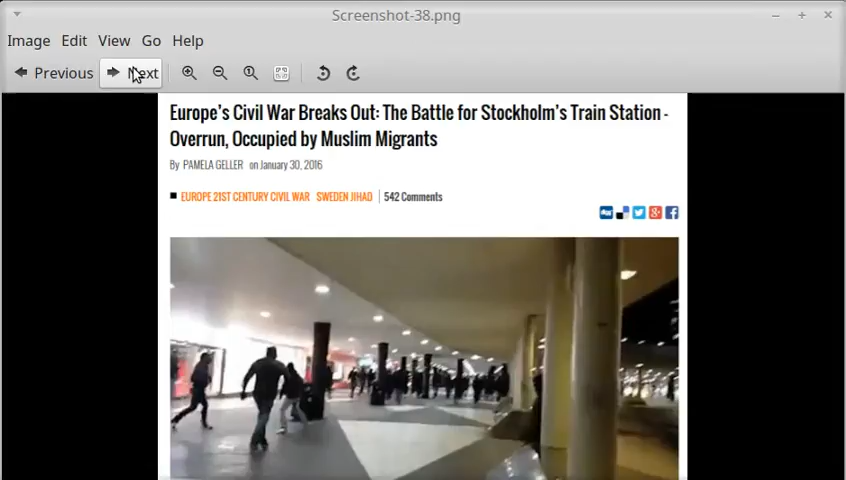 Screenshot-38.png
Image Edit View Go Help
Previous Next
Europe's Civil War Breaks Out: The Battle for Stockholm's Train Station -
Overrun, Occupied by Muslim Migrants
By PAMELA GELLER on January 30, 2016
EUROPE 21ST CENTURY CIVIL WAR SWEDEN JIHAD 542 Comments